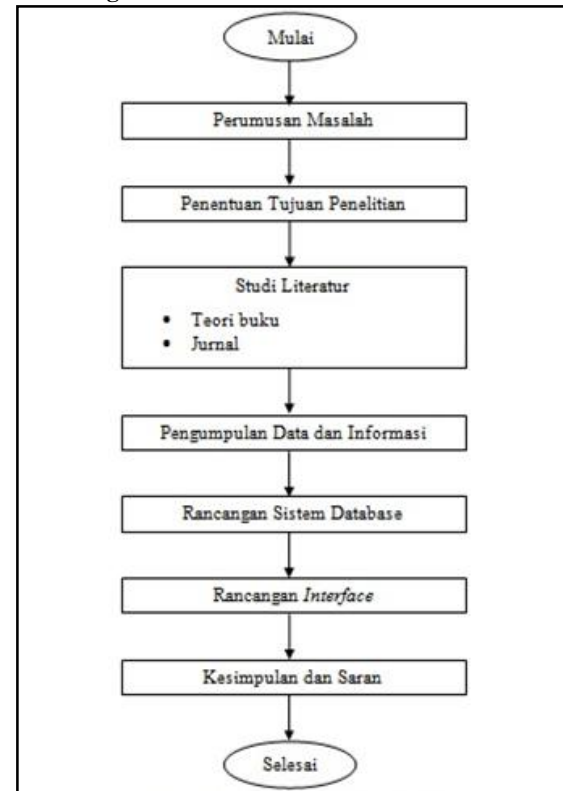 Mulai
Perumusan Masalah
Penentuan Tujuan Penelitian
Studi Literatur
• Teori buku
• Jurnal
Pengumpulan Data dan Informasi
Rancangan Sistem Database
Rancangan Interface
Kesimpulan dan Saran
Selesai